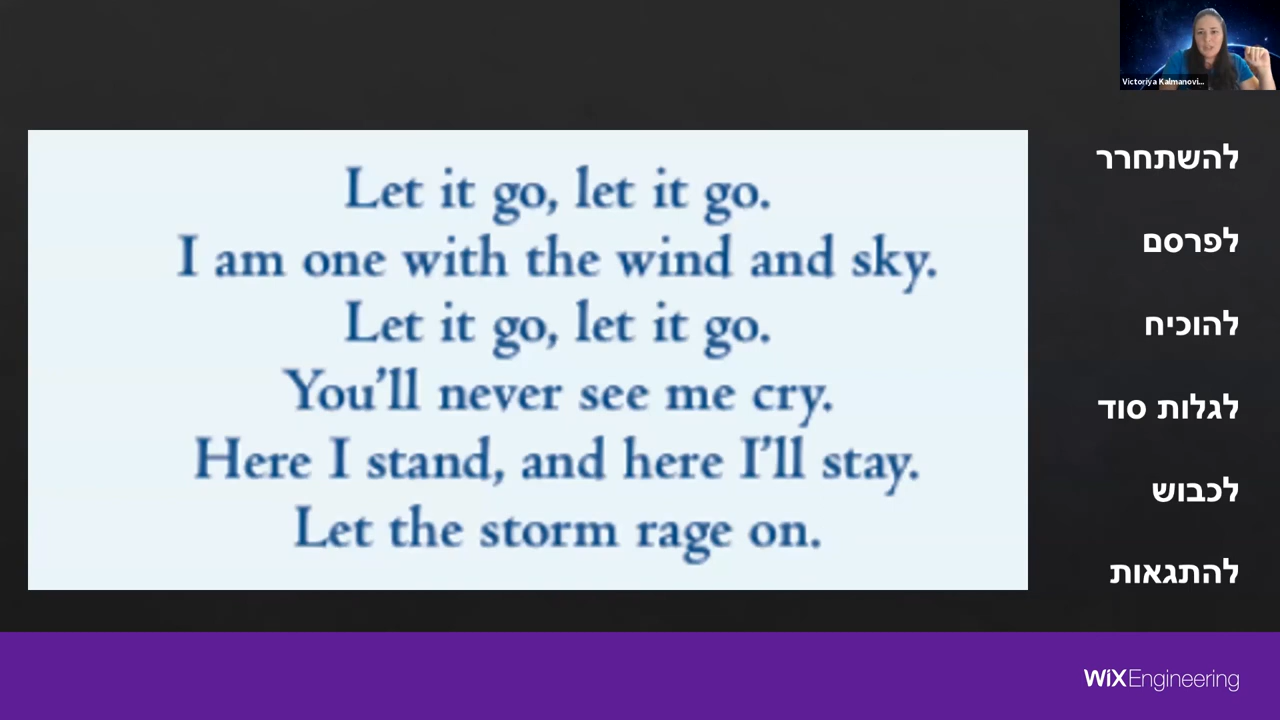 Victoriya Kalmanovi...
Let it go, let it go.
I am one with the wind and sky.
Let it go, let it go.
You’ll never see me cry.
Here I stand, and here I’ll stay.
Let the storm rage on.
להשתחרר
לפרסם
להוכיח
לגלות סוד
לכבוש
להתגאות
WiXEngineering